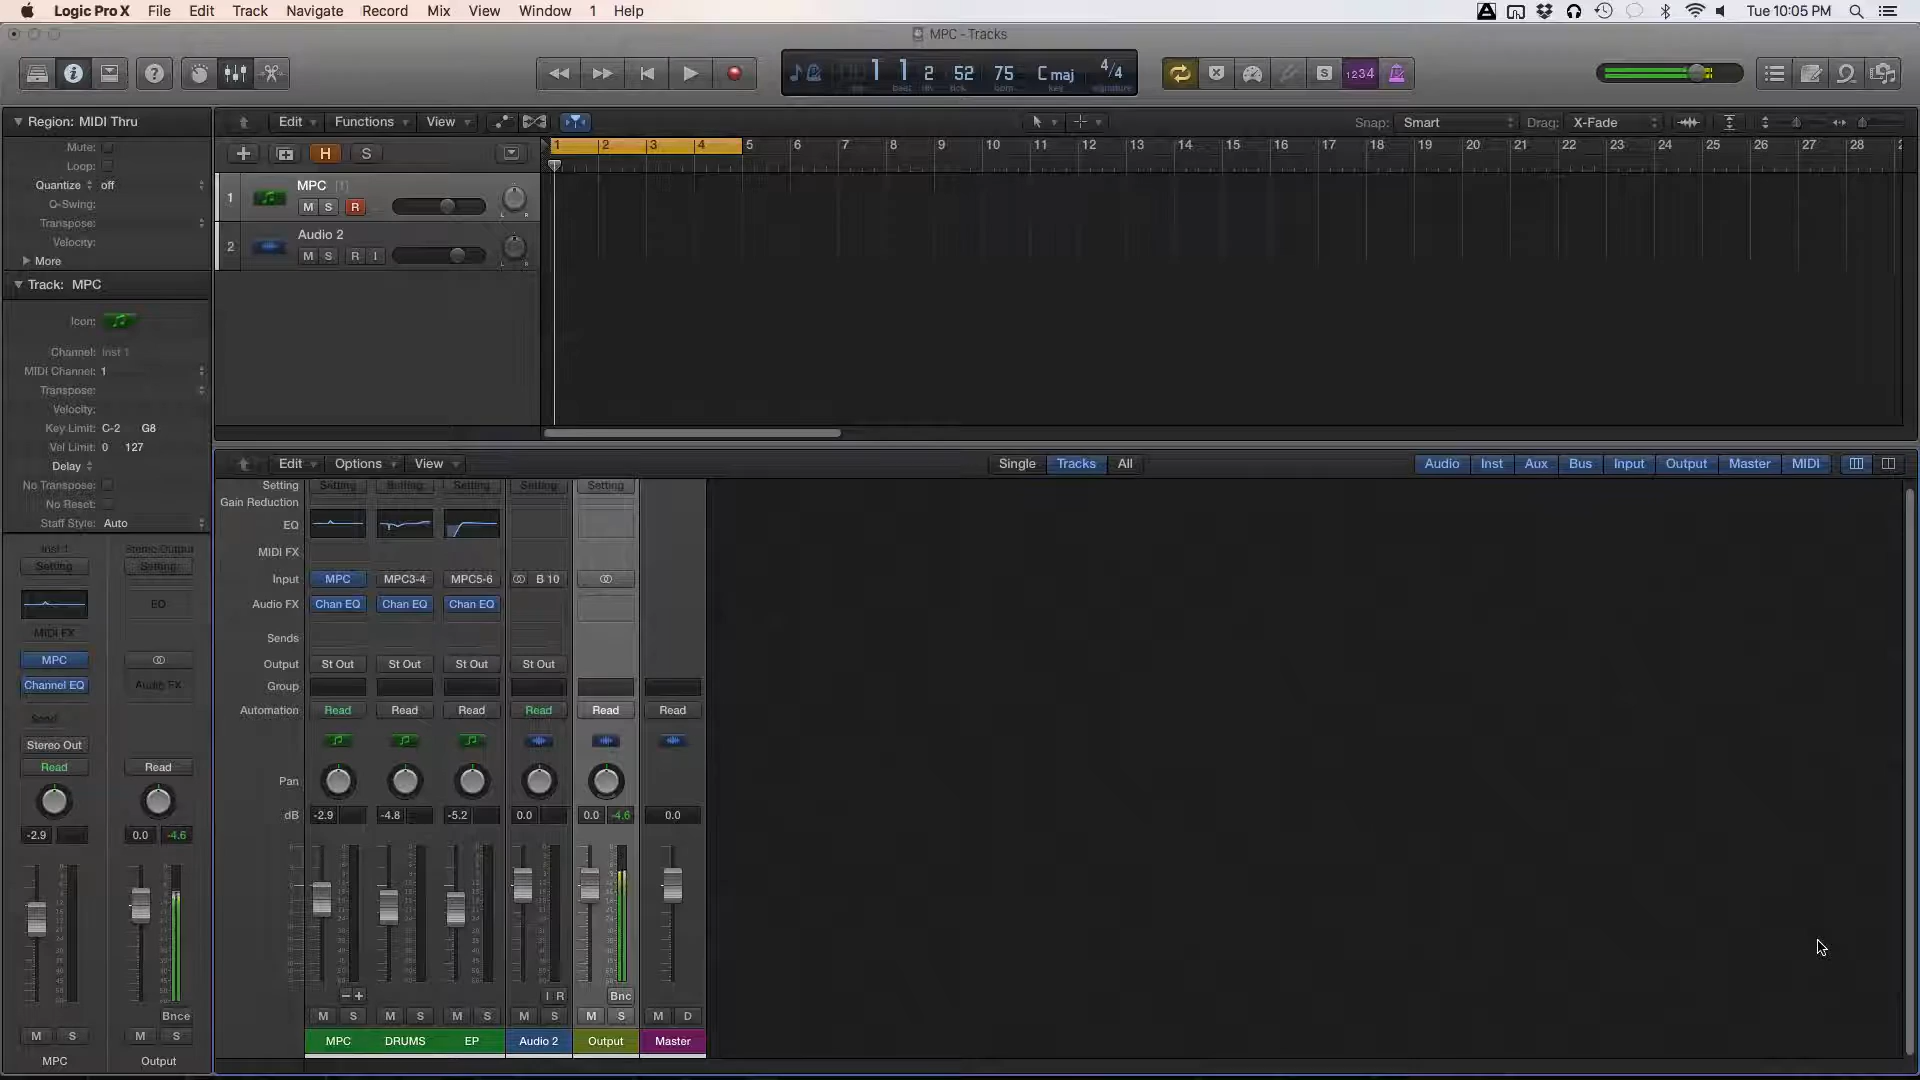 Logic Pro X File Edit Track Navigate Record Mix View Window 1 Help Tue 10:05 PM
MPC - Tracks
1 1 2 52 75 C maj 4/4
beat div tick bpm key signature
1234
S
Region: MIDI Thru
Edit Functions View Snap: Smart Drag: X-Fade
Mute:
Loop:
Quantize off
Q-Swing:
Transpose:
Velocity:
More
H S
1 2 3 4 5 6 7 8 9 10 11 12 13 14 15 16 17 18 19 20 21 22 23 24 25 26 27 28
1 MPC [1]
M S R
L R
2 Audio 2
M S R I
L R
Track: MPC
Icon:
Channel: Inst 1
MIDI Channel: 1
Transpose:
Velocity:
Key Limit: C-2 G8
Vel Limit: 0 127
Delay
No Transpose:
No Reset:
Staff Style: Auto
Edit Options View Single Tracks All Audio Inst Aux Bus Input Output Master MIDI
Setting Setting Setting Setting Setting Setting
Gain Reduction
EQ
MIDI FX
Input MPC MPC3-4 MPC5-6 B 10
Audio FX Chan EQ Chan EQ Chan EQ
Sends
Output St Out St Out St Out St Out
Group
Automation Read Read Read Read Read Read
Pan
dB -2.9 -4.8 -5.2 0.0 0.0 -4.6 0.0
I R Bnc
M S M S M S M S M S M D
MPC DRUMS EP Audio 2 Output Master
Inst 1 Stereo Output
Setting Setting
EQ
MIDI FX
MPC
Channel EQ Audio FX
Send
Stereo Out
Read Read
-2.9 0.0 -4.6
Bnce
M S M S
MPC Output